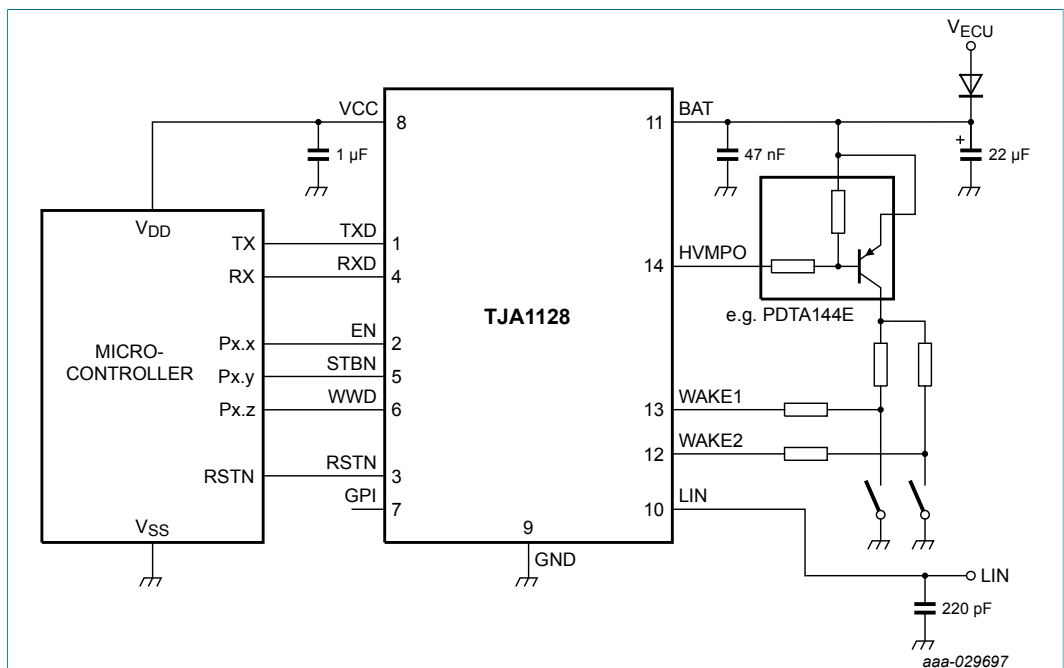 VECU
VCC
8
11
BAT
1 µF
47 nF
+
22 µF
VDD
TX
TXD
1
RX
RXD
4
14
HVMPO
TJA1128
e.g. PDTA144E
MICRO-
CONTROLLER
Px.x
EN
2
Px.y
STBN
5
Px.z
WWD
6
13
WAKE1
12
WAKE2
RSTN
RSTN
3
GPI
7
10
LIN
VSS
9
GND
LIN
220 pF
aaa-029697